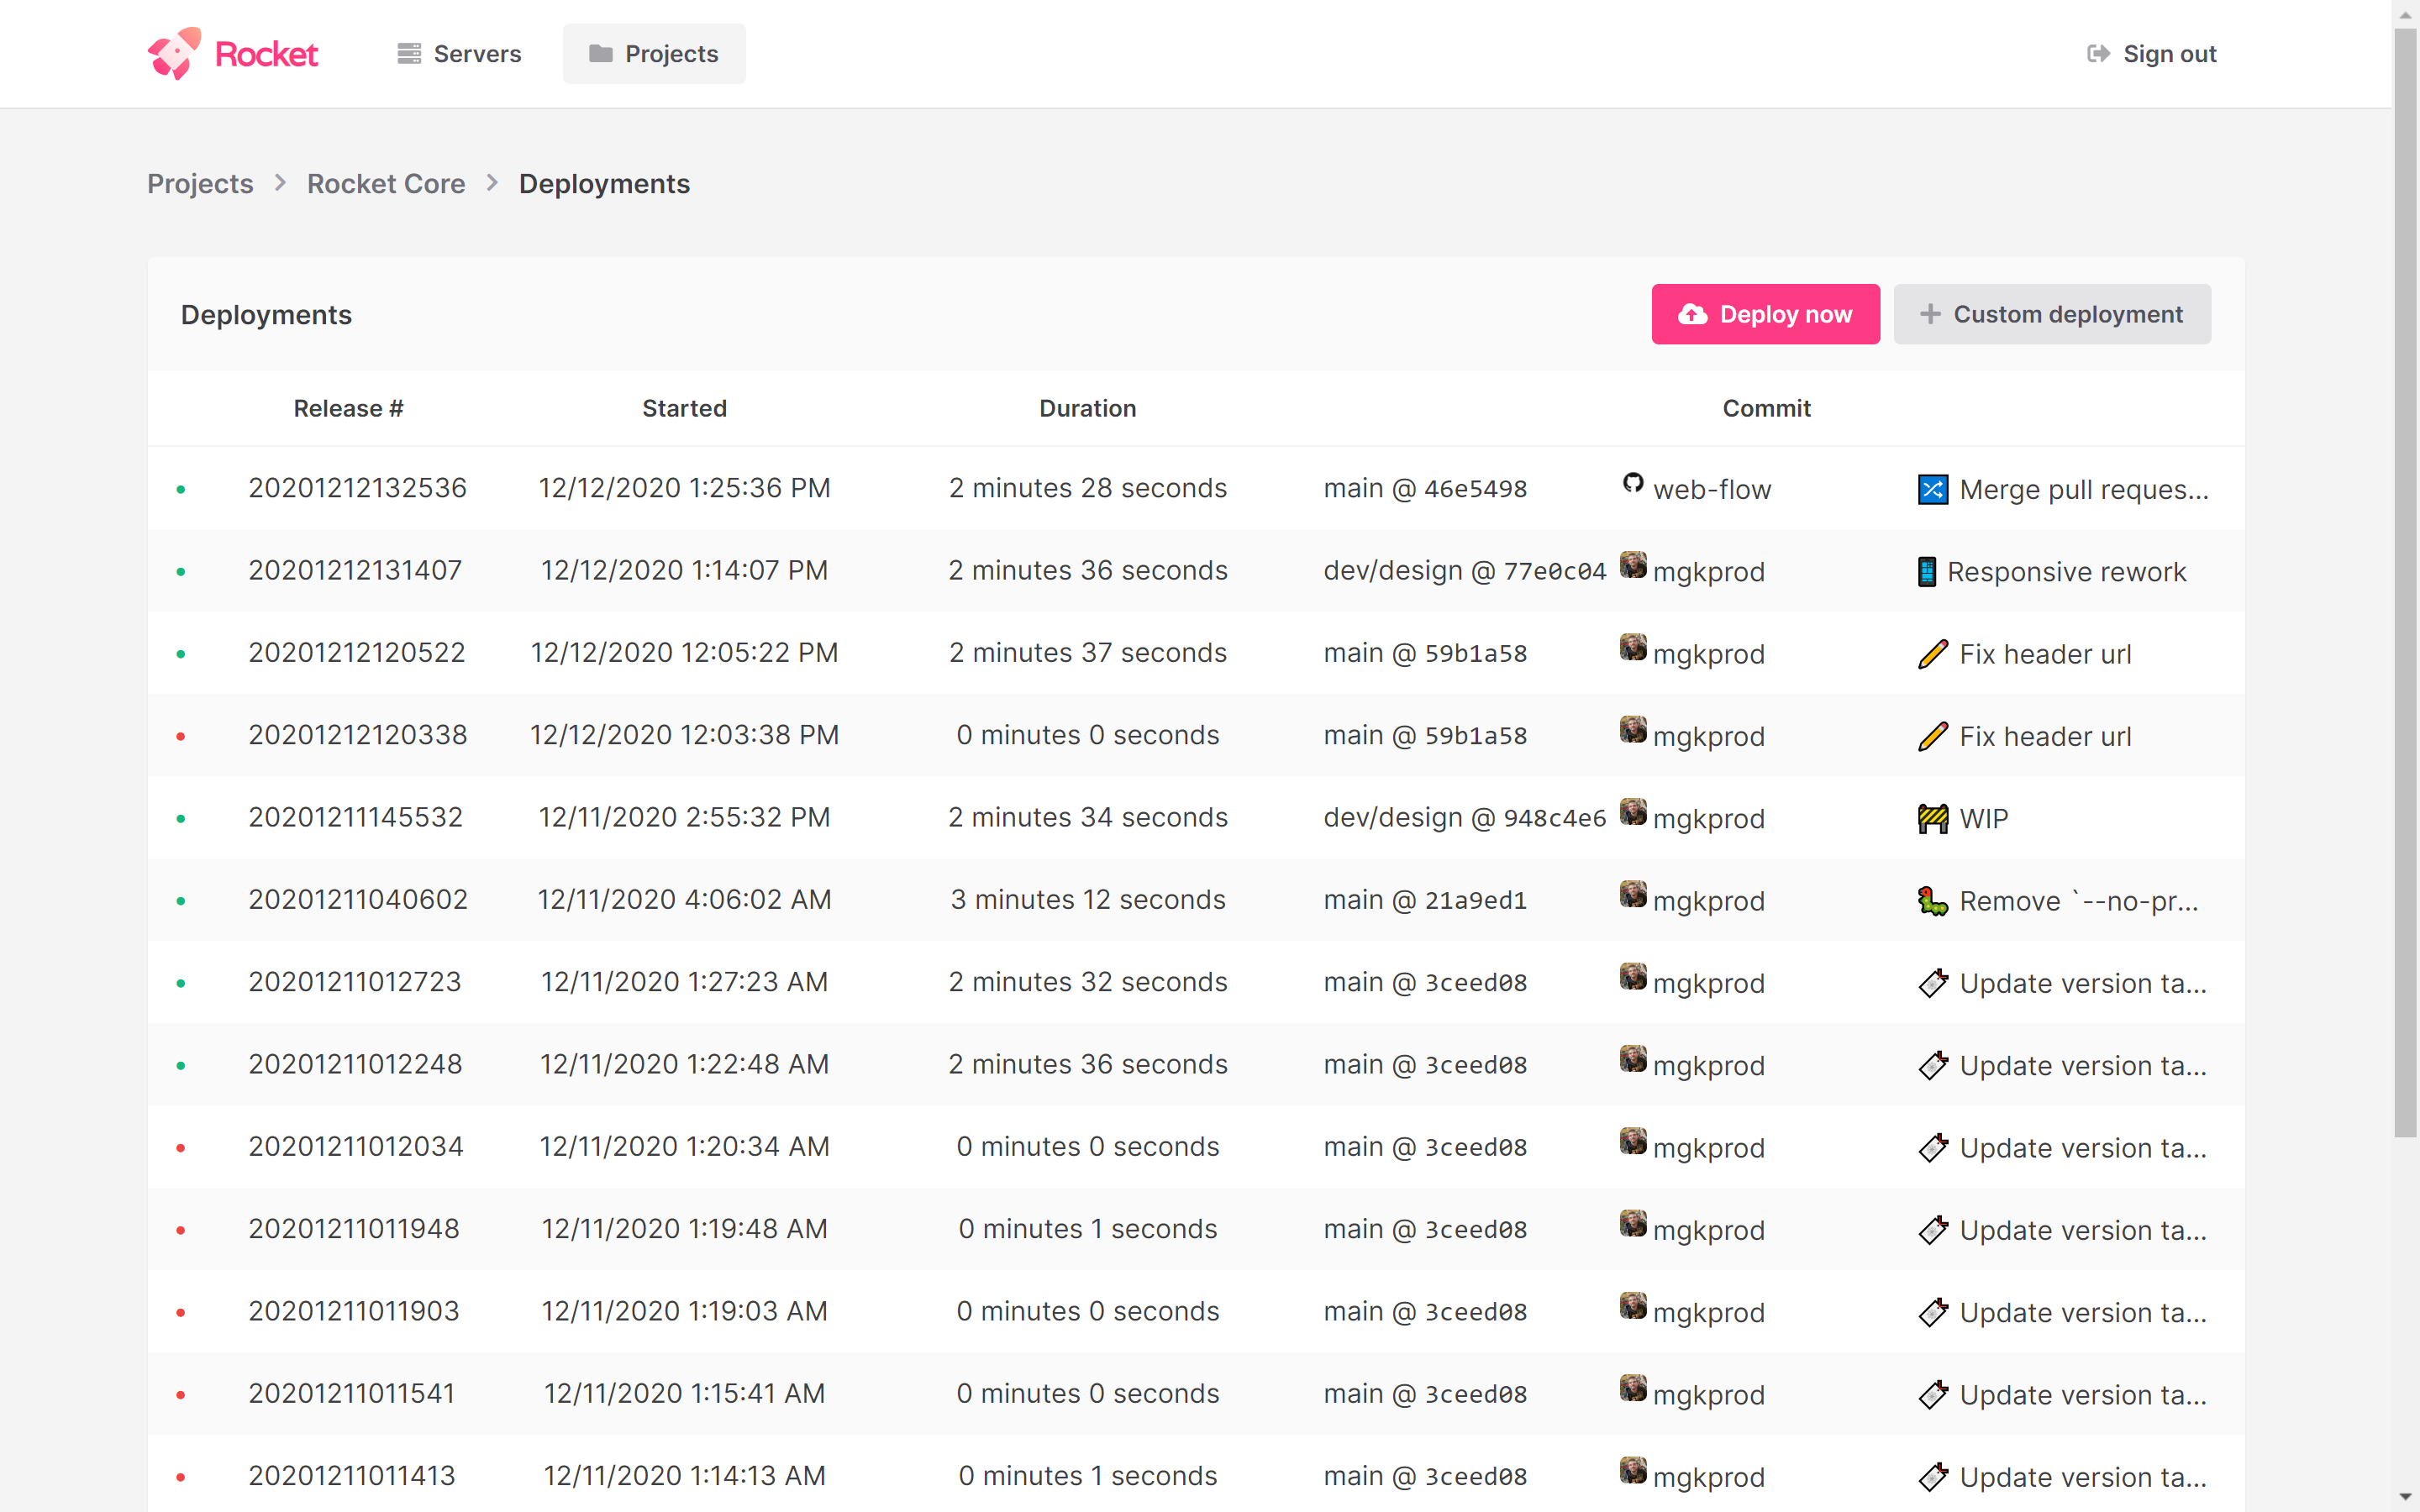 Rocket Servers Projects Sign out
Projects Rocket Core Deployments
Deployments Deploy now Custom deployment
Release # Started Duration Commit
20201212132536 12/12/2020 1:25:36 PM 2 minutes 28 seconds main @ 46e5498 web-flow Merge pull reques...
20201212131407 12/12/2020 1:14:07 PM 2 minutes 36 seconds dev/design @ 77e0c04 mgkprod Responsive rework
20201212120522 12/12/2020 12:05:22 PM 2 minutes 37 seconds main @ 59b1a58 mgkprod Fix header url
20201212120338 12/12/2020 12:03:38 PM 0 minutes 0 seconds main @ 59b1a58 mgkprod Fix header url
20201211145532 12/11/2020 2:55:32 PM 2 minutes 34 seconds dev/design @ 948c4e6 mgkprod WIP
20201211040602 12/11/2020 4:06:02 AM 3 minutes 12 seconds main @ 21a9ed1 mgkprod Remove `--no-pr...
20201211012723 12/11/2020 1:27:23 AM 2 minutes 32 seconds main @ 3ceed08 mgkprod Update version ta...
20201211012248 12/11/2020 1:22:48 AM 2 minutes 36 seconds main @ 3ceed08 mgkprod Update version ta...
20201211012034 12/11/2020 1:20:34 AM 0 minutes 0 seconds main @ 3ceed08 mgkprod Update version ta...
20201211011948 12/11/2020 1:19:48 AM 0 minutes 1 seconds main @ 3ceed08 mgkprod Update version ta...
20201211011903 12/11/2020 1:19:03 AM 0 minutes 0 seconds main @ 3ceed08 mgkprod Update version ta...
20201211011541 12/11/2020 1:15:41 AM 0 minutes 0 seconds main @ 3ceed08 mgkprod Update version ta...
20201211011413 12/11/2020 1:14:13 AM 0 minutes 1 seconds main @ 3ceed08 mgkprod Update version ta...